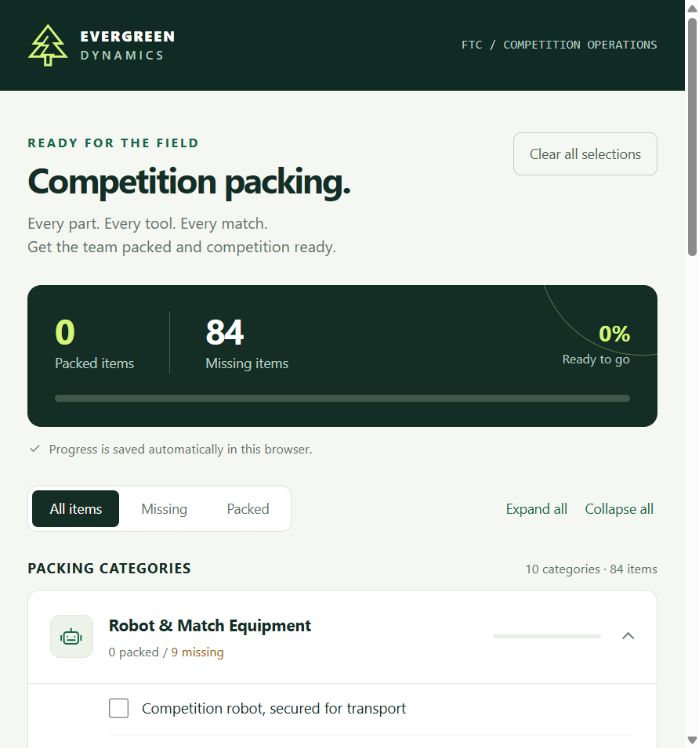 EVERGREEN
DYNAMICS
FTC / COMPETITION OPERATIONS
READY FOR THE FIELD
Clear all selections
Competition packing.
Every part. Every tool. Every match.
Get the team packed and competition ready.
0
Packed items
84
Missing items
0%
Ready to go
Progress is saved automatically in this browser.
All items
Missing
Packed
Expand all
Collapse all
PACKING CATEGORIES
10 categories · 84 items
Robot & Match Equipment
0 packed / 9 missing
Competition robot, secured for transport